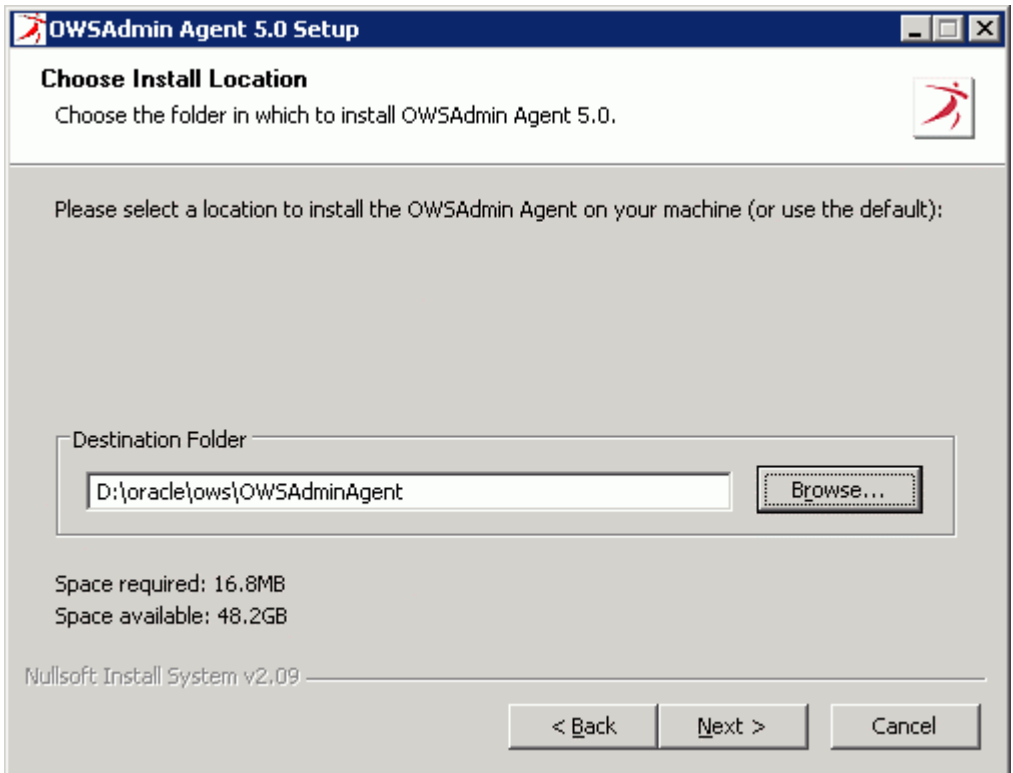 OWSAdmin Agent 5.0 Setup
Choose Install Location
Choose the folder in which to install OWSAdmin Agent 5.0.
Please select a location to install the OWSAdmin Agent on your machine (or use the default):
Destination Folder
D:\oracle\ows\OWSAdminAgent
Browse...
Space required: 16.8MB
Space available: 48.2GB
Nullsoft Install System v2.09
< Back
Next >
Cancel